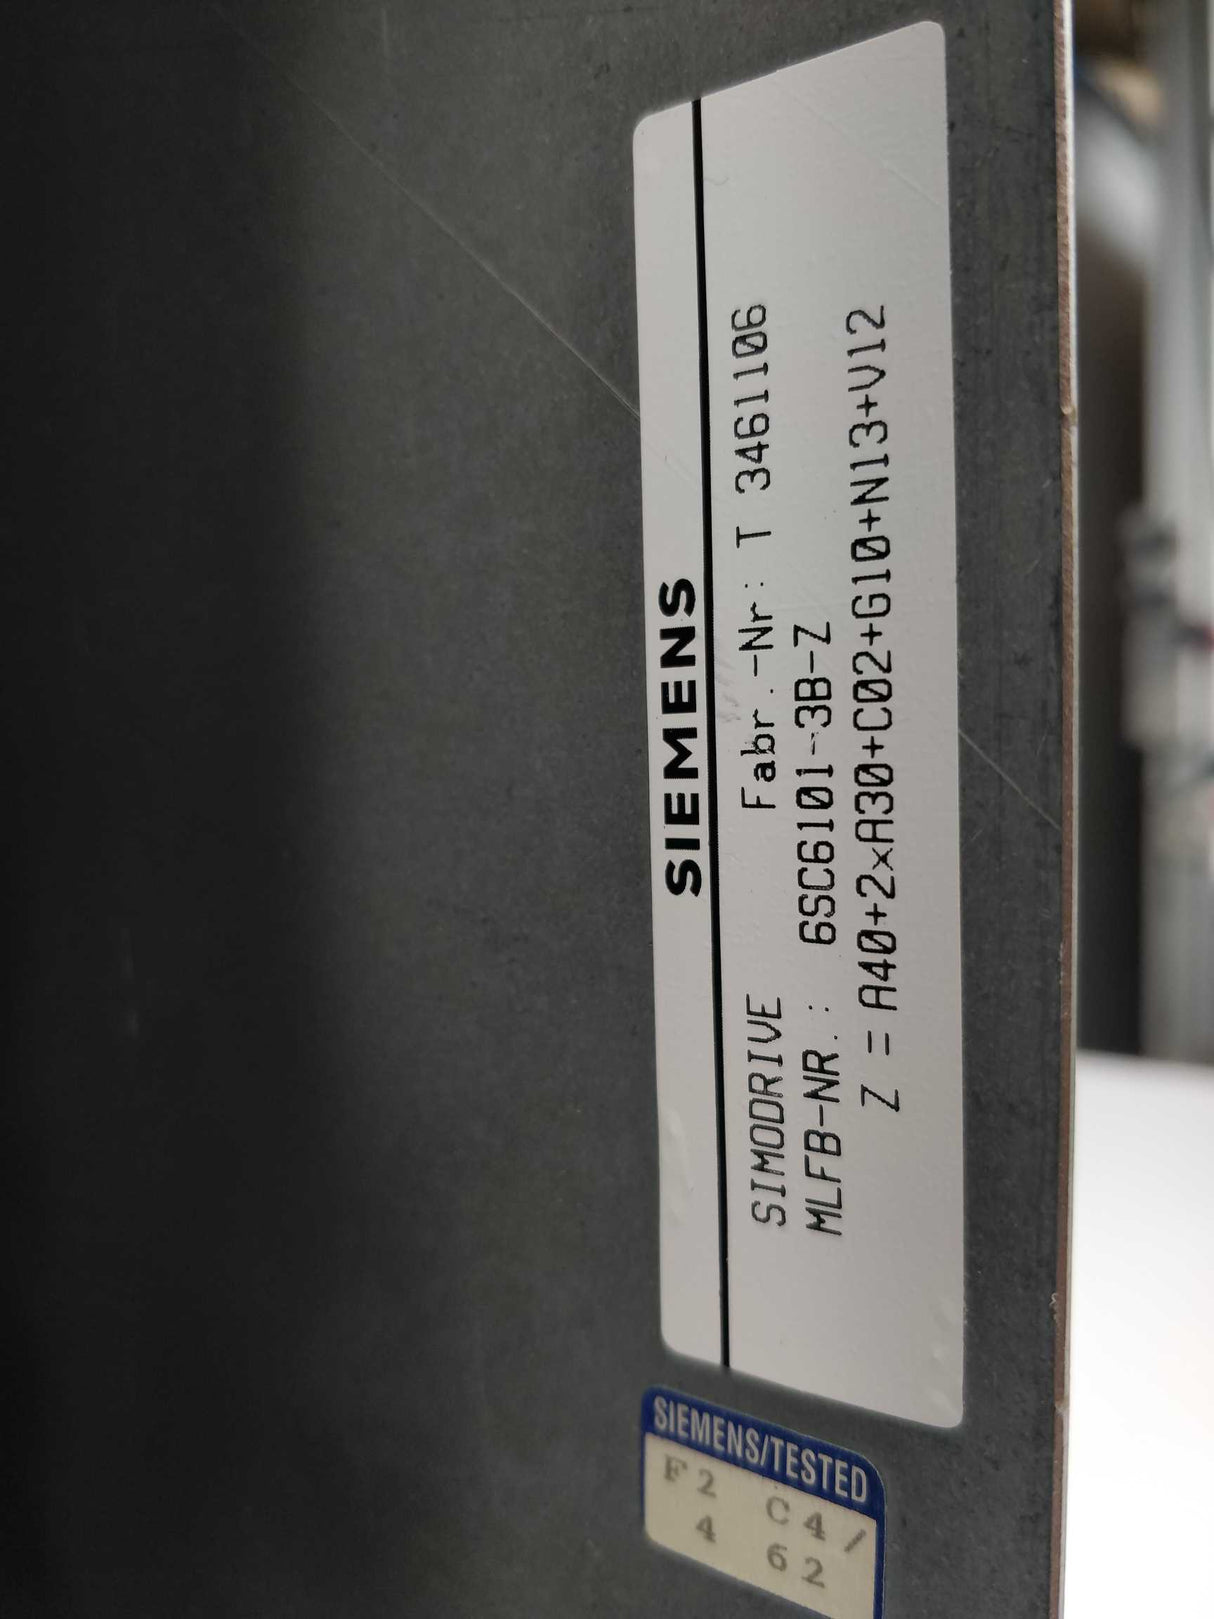 SIEMENS
SIMODRIVE Fabr.-Nr: T 3461106
MLFB-NR.: 6SC6101-3B-Z
Z = A40+2xA30+C02+G10+N13+V12
SIEMENS/TESTED
F2 C4/
4 62